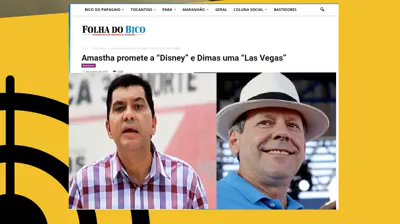 BICO DO PAPAGAIO TOCANTINS PARÁ MARANHÃO GERAL COLUNA SOCIAL BASTIDORES
FOLHA DO BICO
Amastha promete a “Disney” e Dimas uma “Las Vegas”